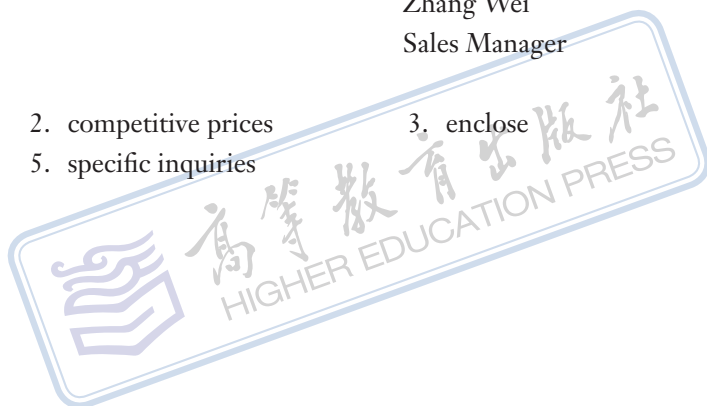 Zhang Wei
Sales Manager
2. competitive prices 3. enclose
5. specific inquiries
高等教育出版社
HIGHER EDUCATION PRESS